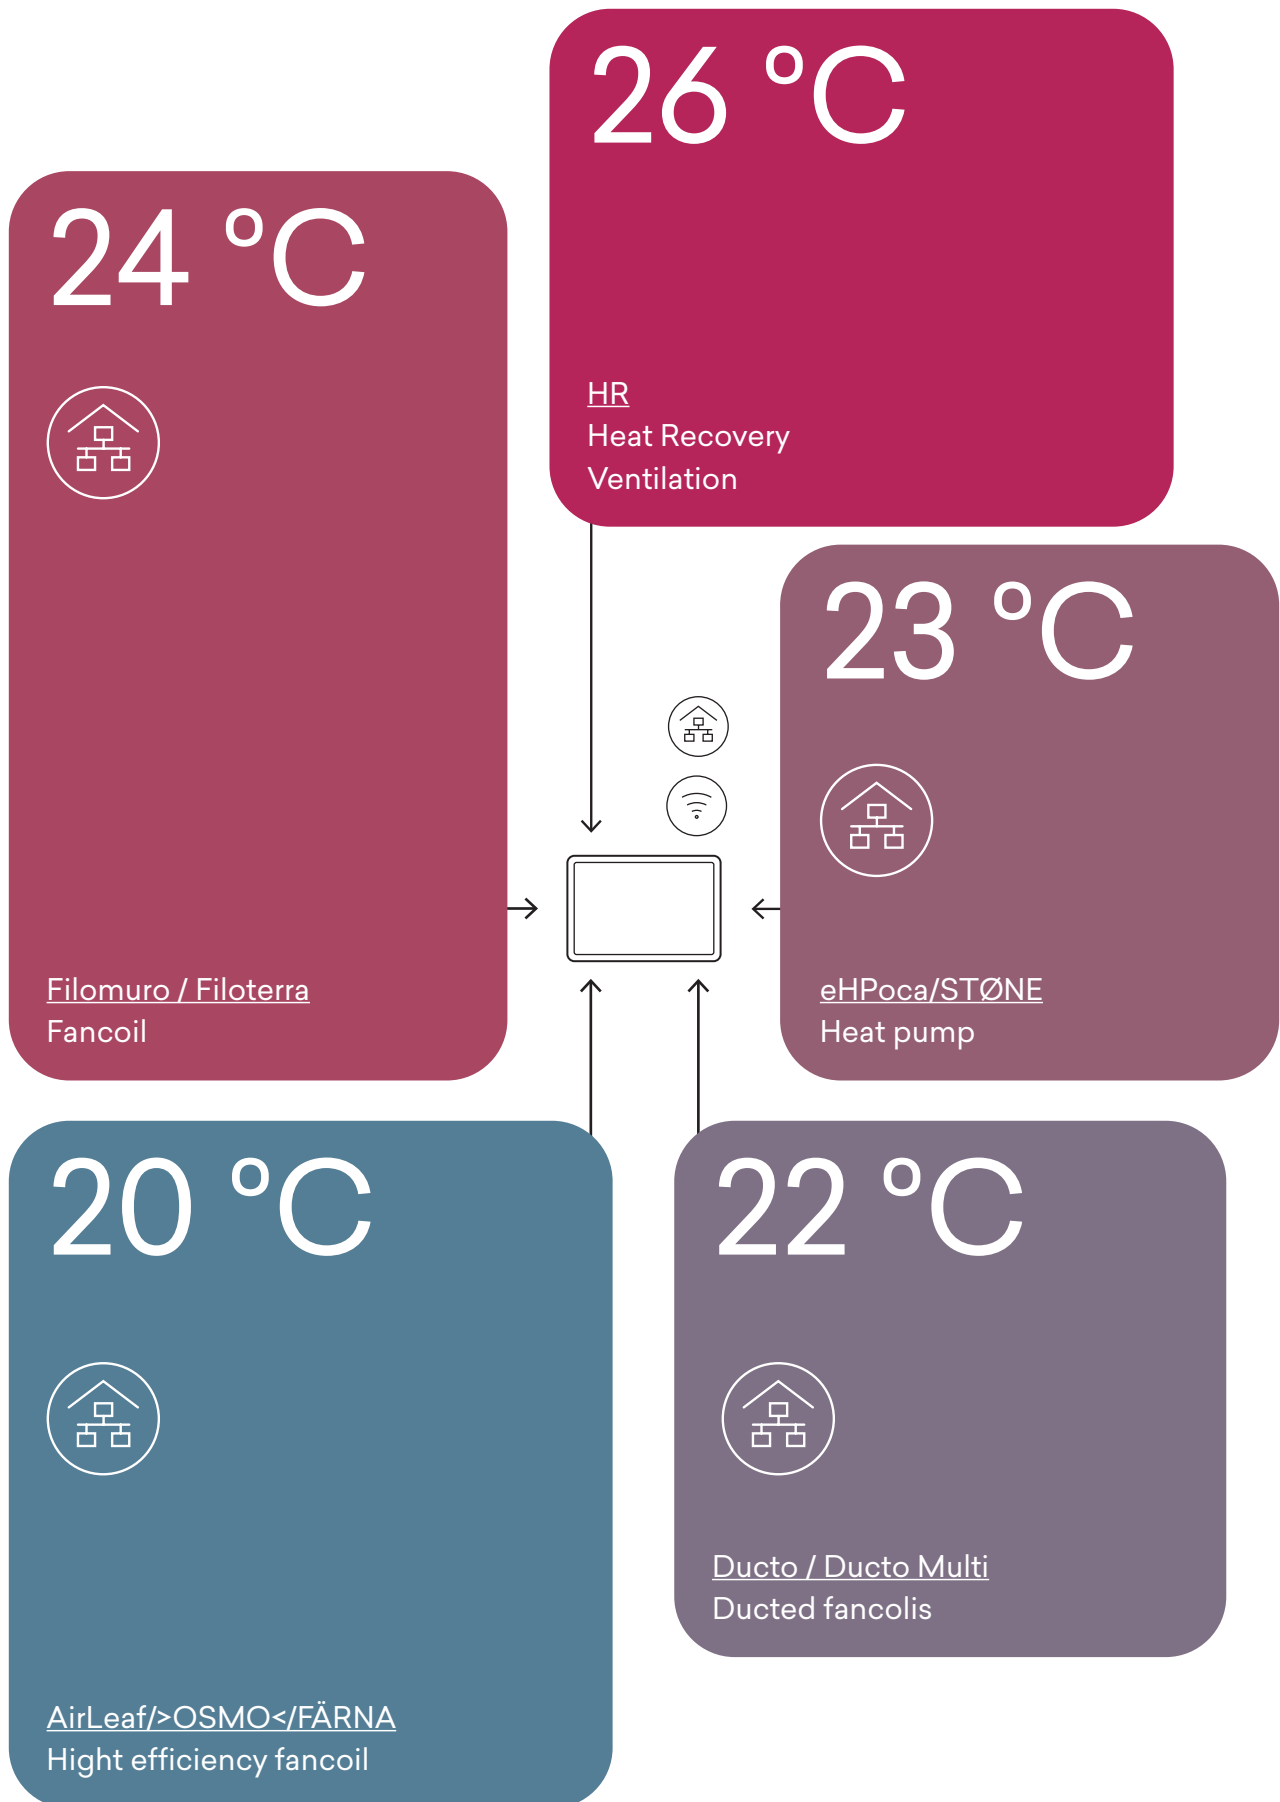 26 °C
HR
Heat Recovery
Ventilation
24 °C
Filomuro / Filoterra
Fancoil
23 °C
eHPoca/STØNE
Heat pump
20 °C
AirLeaf/>OSMO</FÄRNA
Hight efficiency fancoil
22 °C
Ducto / Ducto Multi
Ducted fancolis